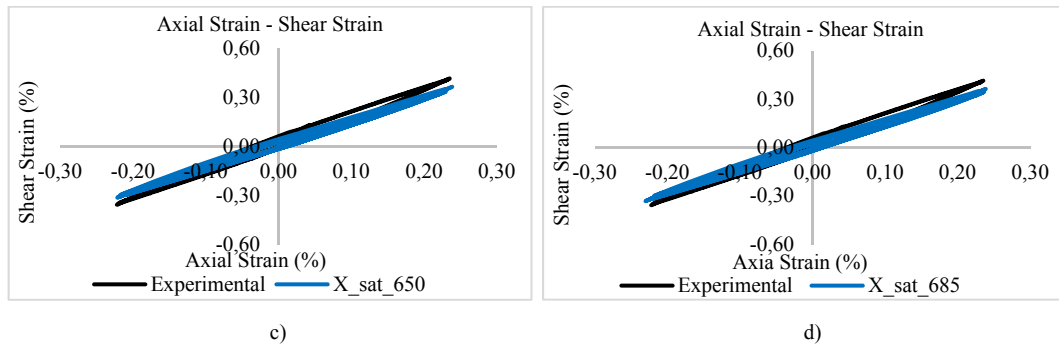 Axial Strain - Shear Strain
0,60
0,30
0,00
-0,30
-0,60
-0,30 -0,20 -0,10 0,00 0,10 0,20 0,30
Shear Strain (%)
Axial Strain (%)
Experimental X_sat_650
c)
Axial Strain - Shear Strain
0,60
0,30
0,00
-0,30
-0,60
-0,30 -0,20 -0,10 0,00 0,10 0,20 0,30
Shear Strain (%)
Axia Strain (%)
Experimental X_sat_685
d)